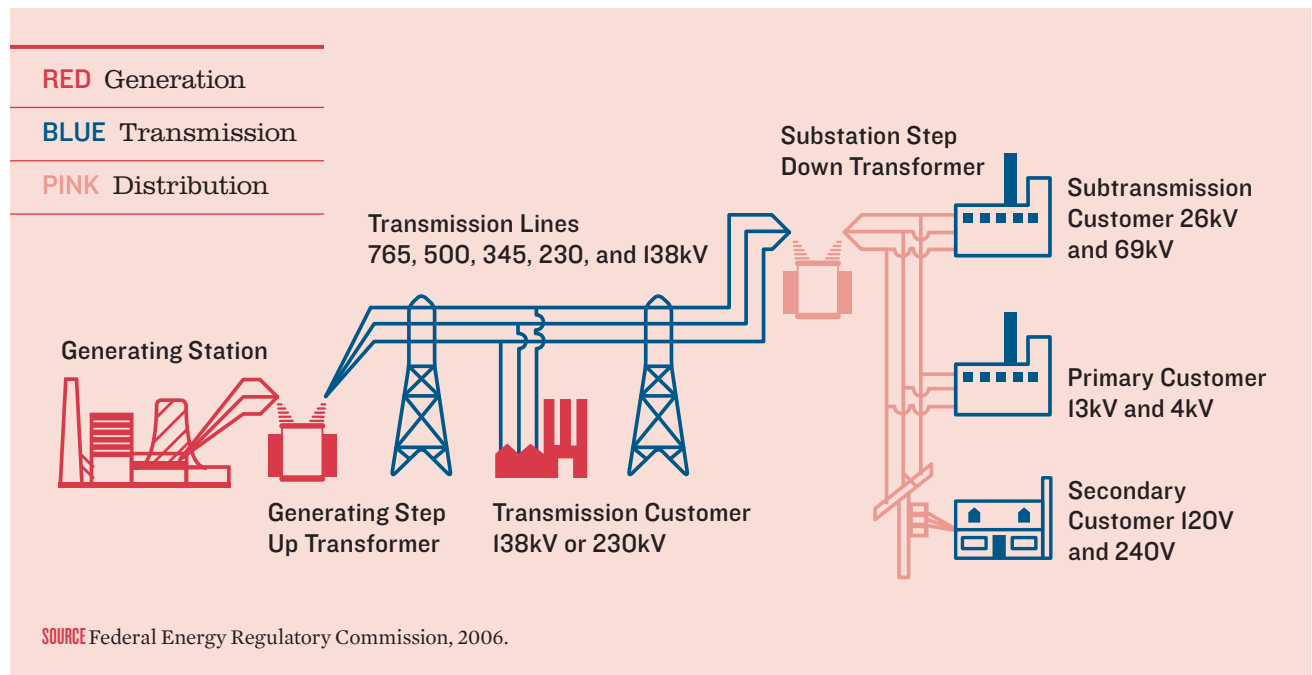 RED Generation
BLUE Transmission
PINK Distribution
Substation Step
Down Transformer
Subtransmission
Customer 26kV
and 69kV
Transmission Lines
765, 500, 345, 230, and 138kV
Generating Station
Primary Customer
13kV and 4kV
Generating Step
Up Transformer
Transmission Customer
138kV or 230kV
Secondary
Customer 120V
and 240V
SOURCE Federal Energy Regulatory Commission, 2006.